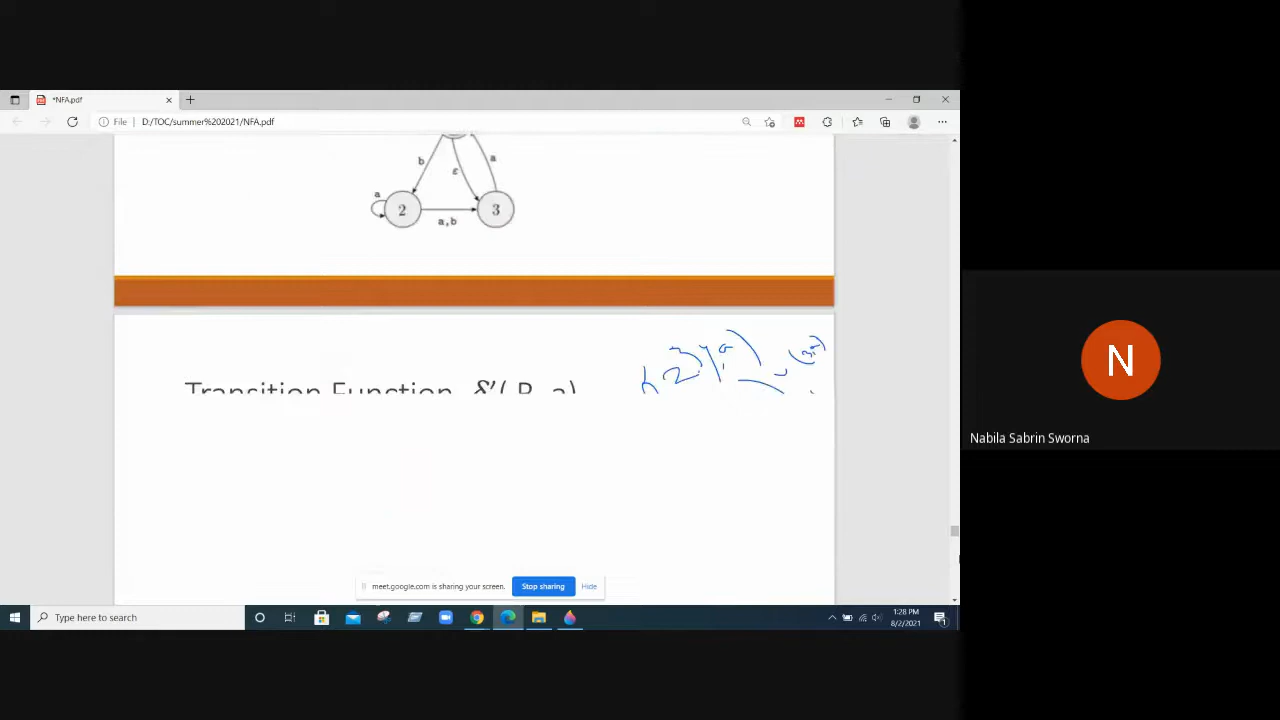 *NFA.pdf
File D:/TOC/summer%202021/NFA.pdf
b
ε
a
a
2
3
a,b
Transition Function δ'( R, a)
meet.google.com is sharing your screen. Stop sharing Hide
N
Nabila Sabrin Sworna
Type here to search
1:28 PM
8/2/2021